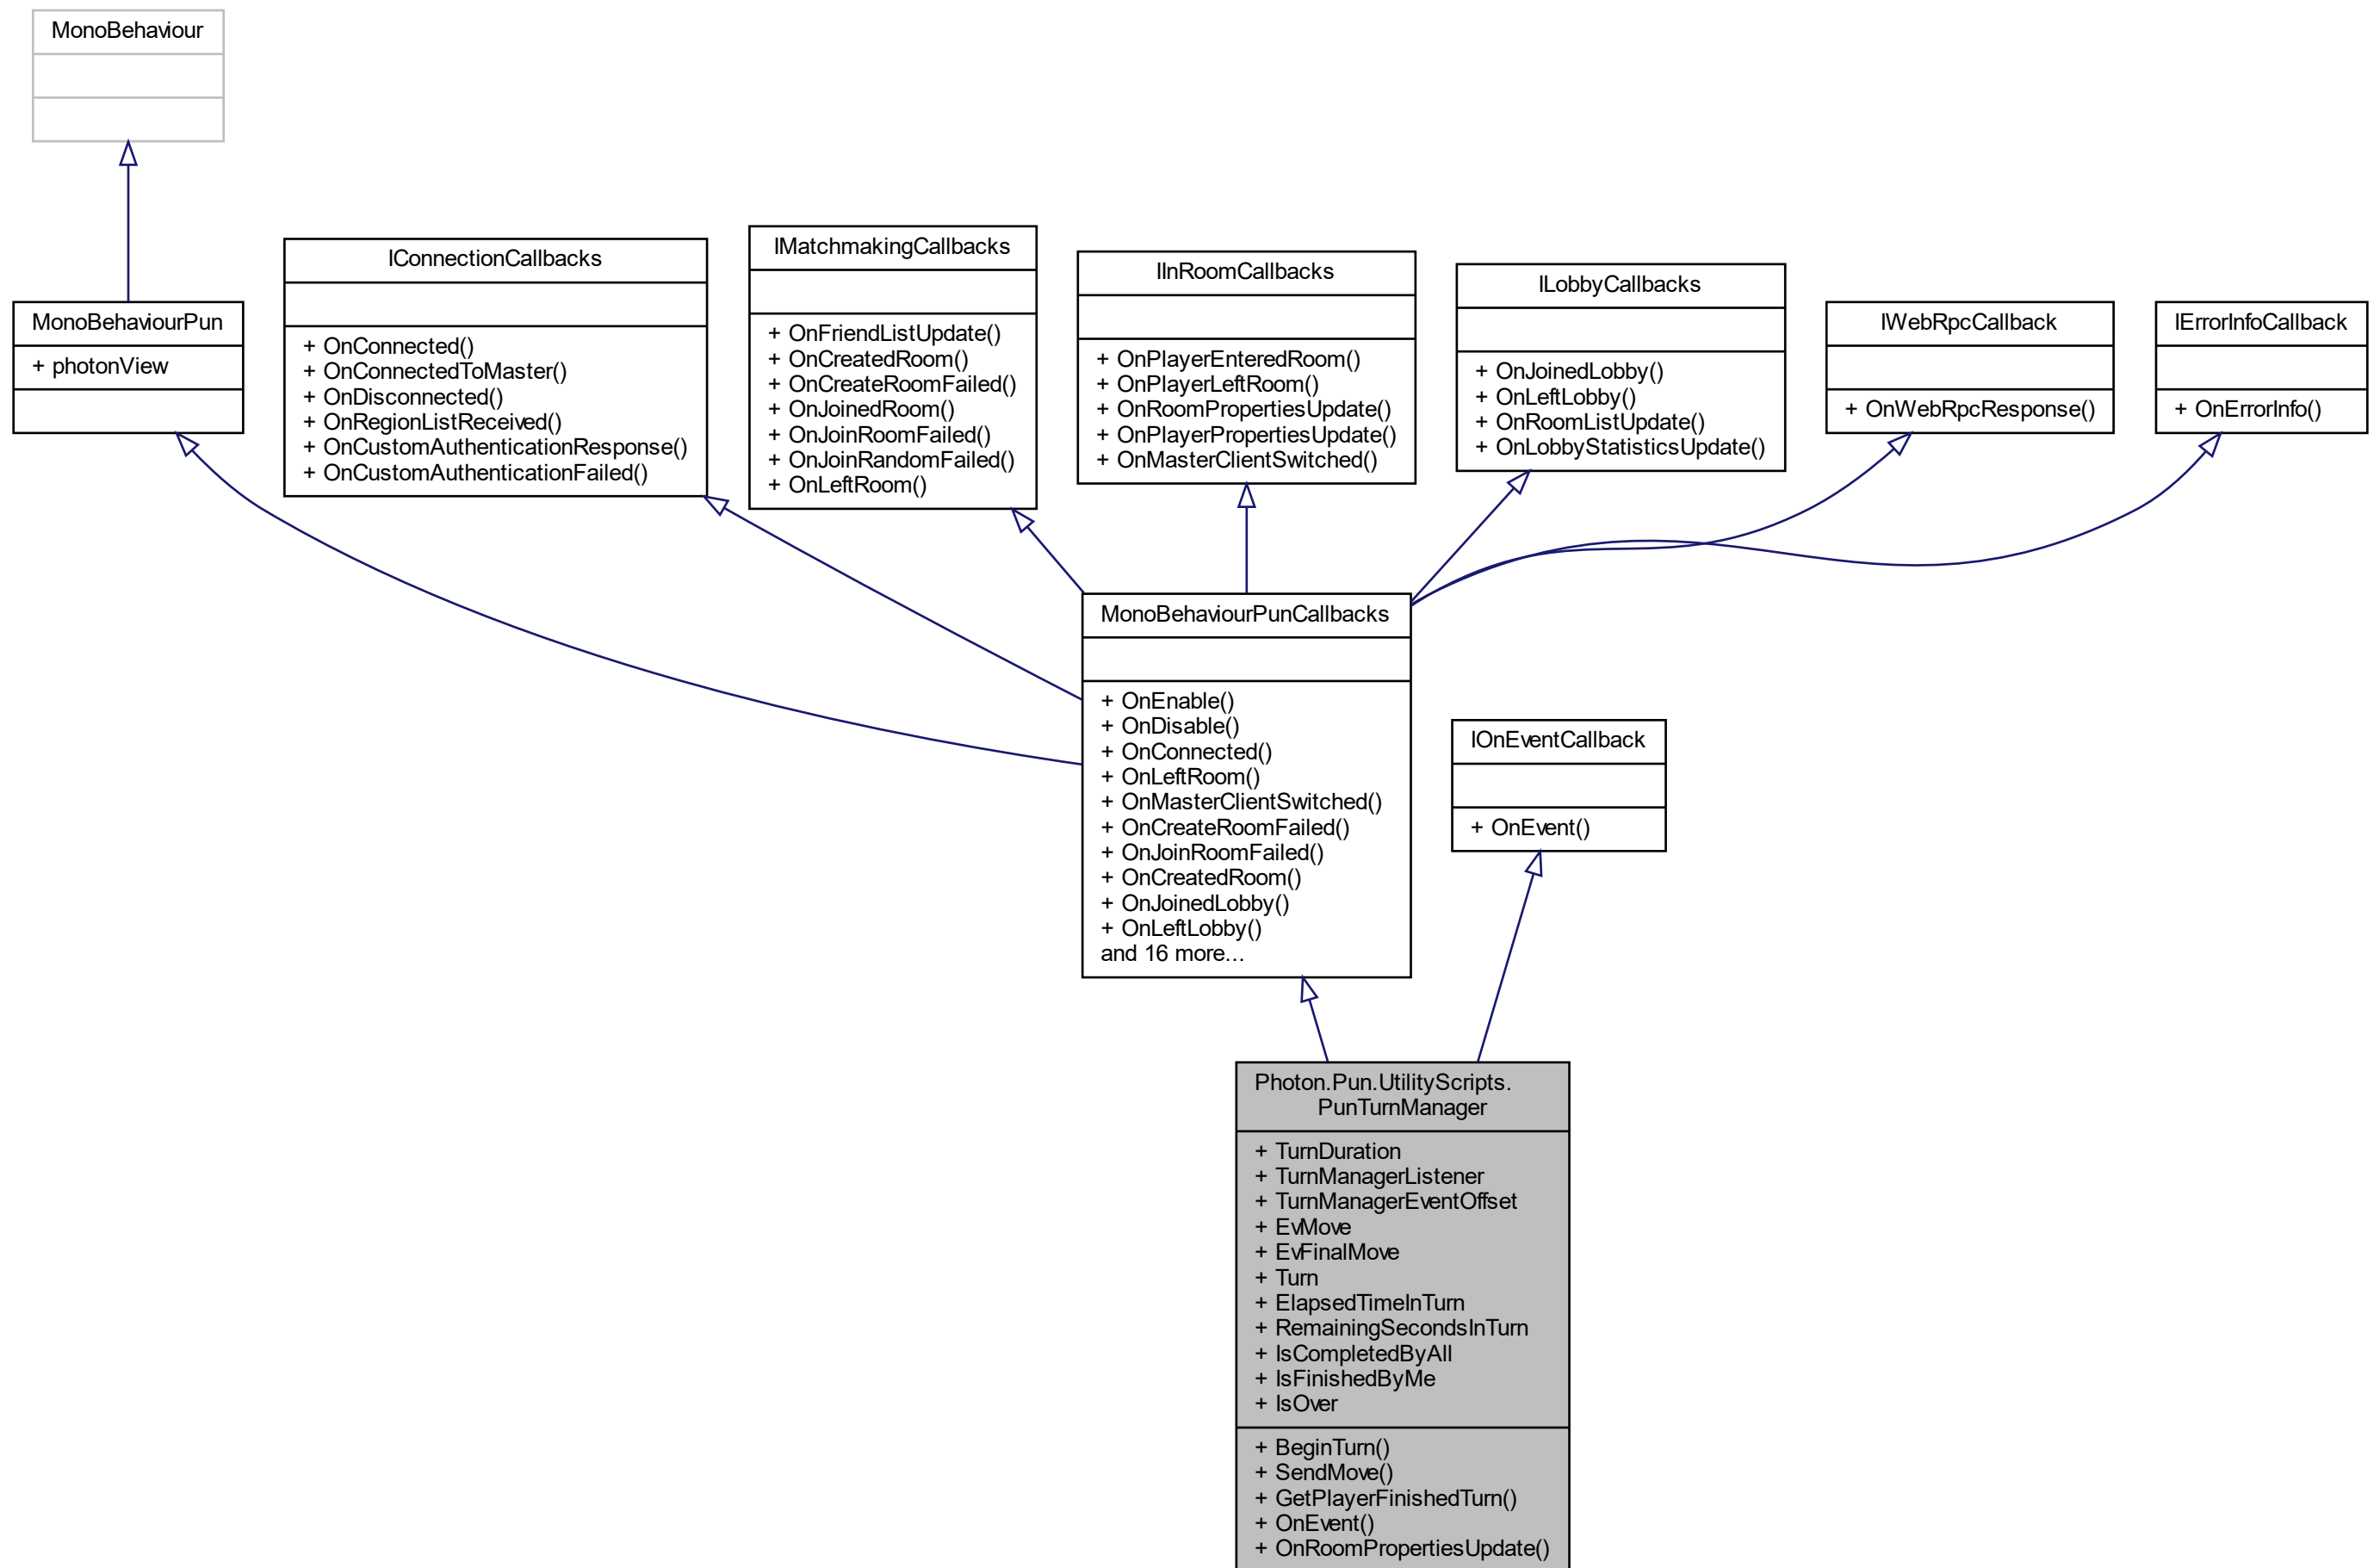 MonoBehaviour
MonoBehaviourPun
+ photonView
IConnectionCallbacks
+ OnConnected()
+ OnConnectedToMaster()
+ OnDisconnected()
+ OnRegionListReceived()
+ OnCustomAuthenticationResponse()
+ OnCustomAuthenticationFailed()
IMatchmakingCallbacks
+ OnFriendListUpdate()
+ OnCreatedRoom()
+ OnCreateRoomFailed()
+ OnJoinedRoom()
+ OnJoinRoomFailed()
+ OnJoinRandomFailed()
+ OnLeftRoom()
IInRoomCallbacks
+ OnPlayerEnteredRoom()
+ OnPlayerLeftRoom()
+ OnRoomPropertiesUpdate()
+ OnPlayerPropertiesUpdate()
+ OnMasterClientSwitched()
ILobbyCallbacks
+ OnJoinedLobby()
+ OnLeftLobby()
+ OnRoomListUpdate()
+ OnLobbyStatisticsUpdate()
IWebRpcCallback
+ OnWebRpcResponse()
IErrorInfoCallback
+ OnErrorInfo()
MonoBehaviourPunCallbacks
+ OnEnable()
+ OnDisable()
+ OnConnected()
+ OnLeftRoom()
+ OnMasterClientSwitched()
+ OnCreateRoomFailed()
+ OnJoinRoomFailed()
+ OnCreatedRoom()
+ OnJoinedLobby()
+ OnLeftLobby()
and 16 more...
IOnEventCallback
+ OnEvent()
Photon.Pun.UtilityScripts.
PunTurnManager
+ TurnDuration
+ TurnManagerListener
+ TurnManagerEventOffset
+ EvMove
+ EvFinalMove
+ Turn
+ ElapsedTimeInTurn
+ RemainingSecondsInTurn
+ IsCompletedByAll
+ IsFinishedByMe
+ IsOver
+ BeginTurn()
+ SendMove()
+ GetPlayerFinishedTurn()
+ OnEvent()
+ OnRoomPropertiesUpdate()